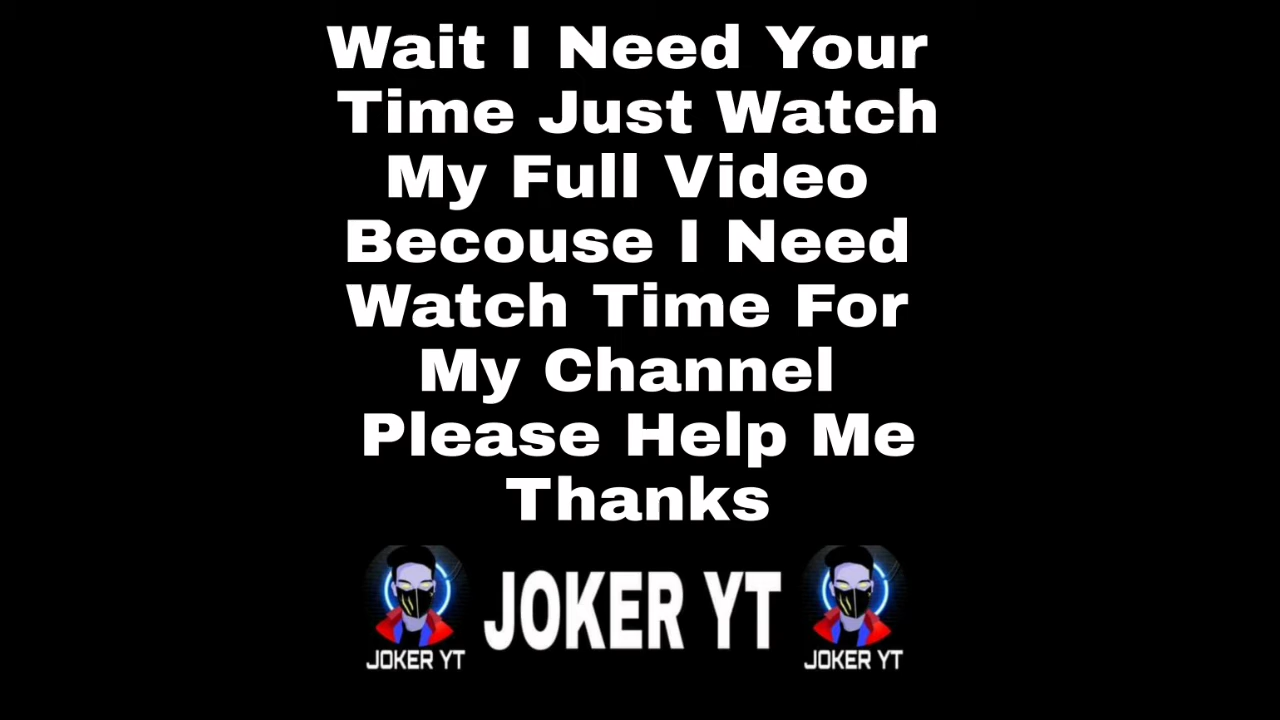 Wait I Need Your
Time Just Watch
My Full Video
Becouse I Need
Watch Time For
My Channel
Please Help Me
Thanks
JOKER YT
JOKER YT
JOKER YT